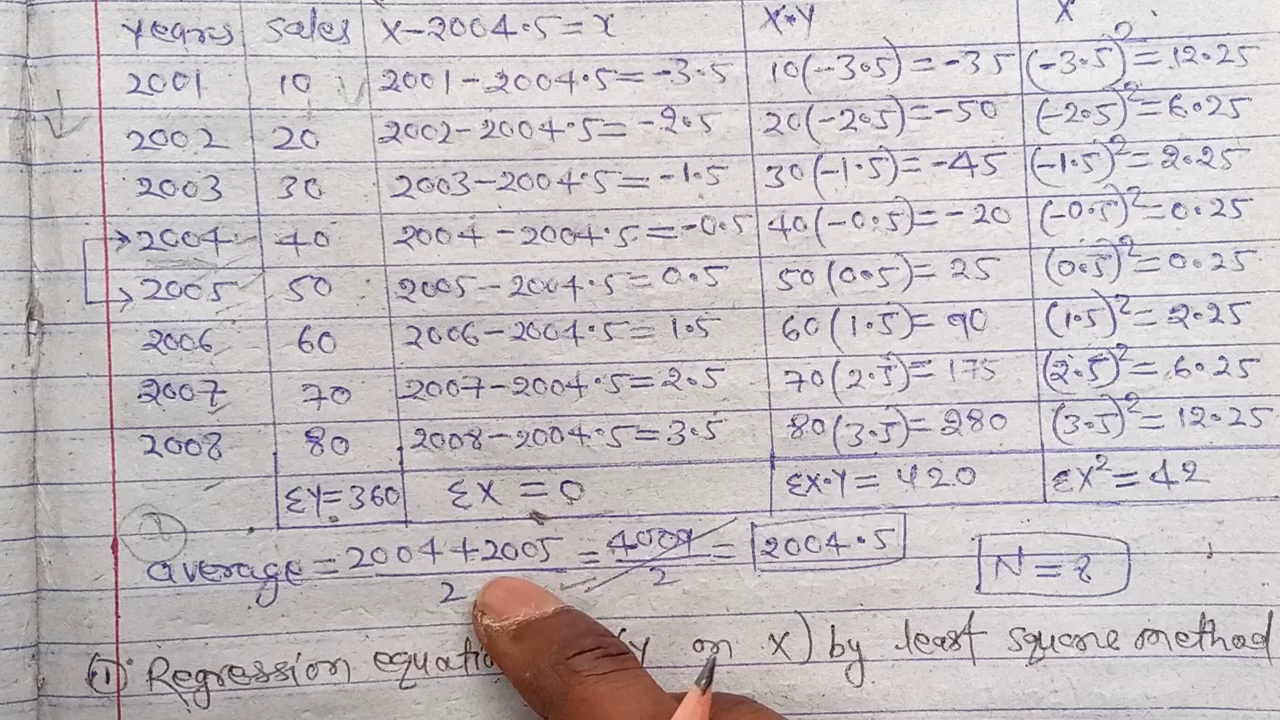 years sales X-2004.5=x X*Y X²
2001 10 2001-2004.5=-3.5 10(-3.5)=-35 (-3.5)²=12.25
2002 20 2002-2004.5=-2.5 20(-2.5)=-50 (-2.5)²=6.25
2003 30 2003-2004.5=-1.5 30(-1.5)=-45 (-1.5)²=2.25
2004 40 2004-2004.5=-0.5 40(-0.5)=-20 (-0.5)²=0.25
2005 50 2005-2004.5=0.5 50(0.5)=25 (0.5)²=0.25
2006 60 2006-2004.5=1.5 60(1.5)=90 (1.5)²=2.25
2007 70 2007-2004.5=2.5 70(2.5)=175 (2.5)²=6.25
2008 80 2008-2004.5=3.5 80(3.5)=280 (3.5)²=12.25
ΣY=360 ΣX=0 ΣX·Y=420 ΣX²=42
average=2004+2005/2=4009/2=2004.5 N=8
① Regression (Y on X) by least square method